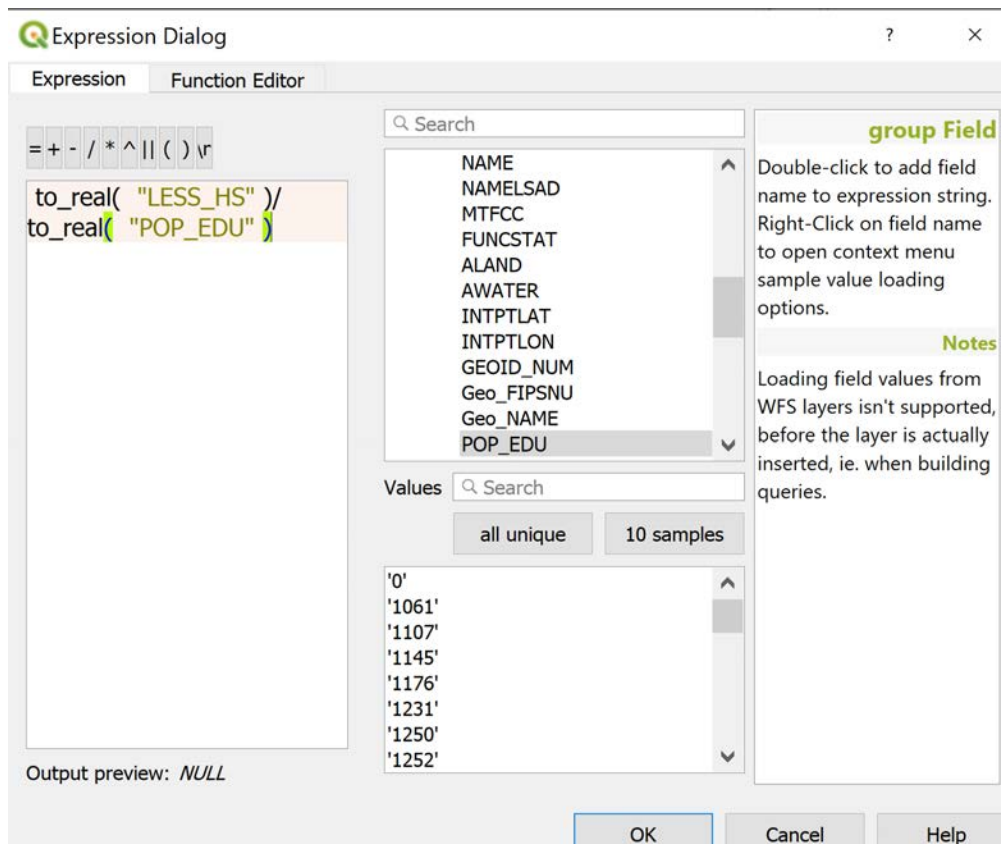 Expression Dialog
?
×
Expression
Function Editor
= + - / * ^ || ( ) \r
to_real( "LESS_HS" )/
to_real( "POP_EDU" )
Output preview: NULL
Search
NAME
NAMELSAD
MTFCC
FUNCSTAT
ALAND
AWATER
INTPTLAT
INTPTLON
GEOID_NUM
Geo_FIPSNU
Geo_NAME
POP_EDU
Values
Search
all unique
10 samples
'0'
'1061'
'1107'
'1145'
'1176'
'1231'
'1250'
'1252'
group Field
Double-click to add field
name to expression string.
Right-Click on field name
to open context menu
sample value loading
options.
Notes
Loading field values from
WFS layers isn't supported,
before the layer is actually
inserted, ie. when building
queries.
OK
Cancel
Help